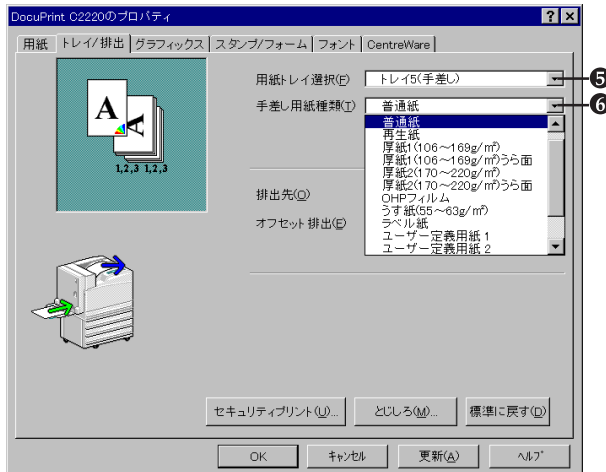 DocuPrint C2220のプロパティ
用紙 トレイ/排出 グラフィックス スタンプ/フォーム フォント CentreWare
用紙トレイ選択(F) トレイ5(手差し) ❺
手差し用紙種類(T) 普通紙 ❻
普通紙
再生紙
厚紙1(106～169g/㎡)
厚紙1(106～169g/㎡)うら面
厚紙2(170～220g/㎡)
厚紙2(170～220g/㎡)うら面
OHPフィルム
うす紙(55～63g/㎡)
ラベル紙
ユーザー定義用紙 1
ユーザー定義用紙 2
A A
1,2,3 1,2,3
排出先(O)
オフセット排出(E)
セキュリティプリント(U)... とじしろ(M)... 標準に戻す(D)
OK キャンセル 更新(A) ヘルプ